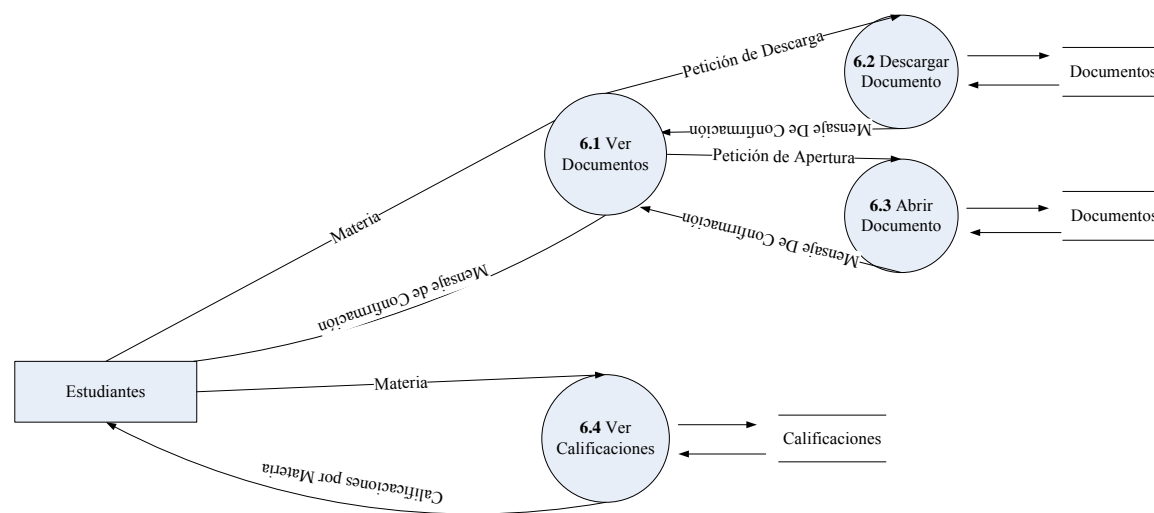 Petición de Descarga
6.2 Descargar
Documento
Documentos
Mensaje De Confirmación
6.1 Ver
Documentos
Petición de Apertura
6.3 Abrir
Documento
Documentos
Mensaje De Confirmación
Materia
Mensaje de Confirmación
Estudiantes
Materia
6.4 Ver
Calificaciones
Calificaciones
Calificaciones por Materia